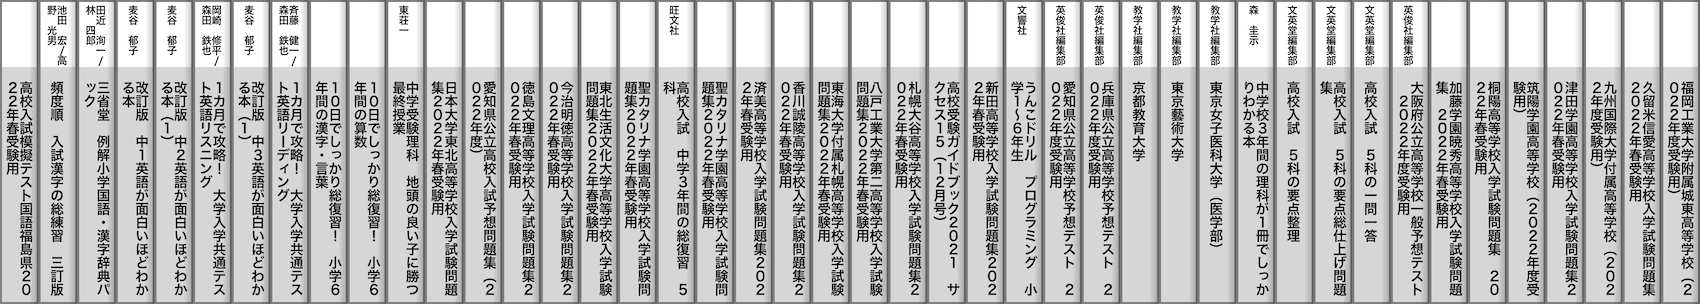 福岡工業大学附属城東高等学校（２
０２２年度受験用）
久留米信愛高等学校入学試験問題集
２０２２年春受験用
九州国際大学付属高等学校（２０２
２年度受験用）
津田学園高等学校入学試験問題集２
０２２年春受験用
筑陽学園高等学校（２０２２年度受
験用）
桐陽高等学校入学試験問題集　２０
２２年春受験用
加藤学園暁秀高等学校入学試験問題
集　２０２２年春受験用
英俊社編集部
大阪府公立高等学校一般予想テスト
　２０２２年度受験用
文英堂編集部
高校入試　５科の一問一答
文英堂編集部
高校入試　５科の要点総仕上げ問題
集
文英堂編集部
高校入試　５科の要点整理
森　圭示
中学校３年間の理科が１冊でしっか
りわかる本
教学社編集部
東京女子医科大学（医学部）
教学社編集部
東京藝術大学
教学社編集部
京都教育大学
英俊社編集部
兵庫県公立高等学校予想テスト　２
０２２年度受験用
英俊社編集部
愛知県公立高等学校予想テスト　２
０２２年度受験用
文響社
うんこドリル　プログラミング　小
学１〜６年生
新田高等学校入学試験問題集２０２
２年春受験用
高校受験ガイドブック２０２１　サ
クセス１５（１２月号）
札幌大谷高等学校入学試験問題集２
０２２年春受験用
八戸工業大学第二高等学校入学試験
問題集２０２２年春受験用
東海大学付属札幌高等学校入学試験
問題集２０２２年春受験用
香川誠陵高等学校入学試験問題集２
０２２年春受験用
済美高等学校入学試験問題集２０２
２年春受験用
聖カタリナ学園高等学校入学試験問
題集２０２２年春受験用
旺文社
高校入試　中学３年間の総復習　５
科
聖カタリナ学園高等学校入学試験問
題集２０２２年春受験用
東北生活文化大学高等学校入学試験
問題集２０２２年春受験用
今治明徳高等学校入学試験問題集２
０２２年春受験用
徳島文理高等学校入学試験問題集２
０２２年春受験用
愛知県公立高校入試予想問題集（２
０２２年度）
日本大学東北高等学校入学試験問題
集２０２２年春受験用
東荘一
中学受験理科　地頭の良い子に勝つ
最終授業
１０日でしっかり総復習！　小学６
年間の算数
１０日でしっかり総復習！　小学６
年間の漢字・言葉
斉藤　健一/
森田　鉄也
１カ月で攻略！　大学入学共通テス
ト英語リーディング
麦谷　郁子
改訂版　中３英語が面白いほどわか
る本（１）
岡崎　修平/
森田　鉄也
１カ月で攻略！　大学入学共通テス
ト英語リスニング
麦谷　郁子
改訂版　中２英語が面白いほどわか
る本（１）
麦谷　郁子
改訂版　中１英語が面白いほどわか
る本
田近　洵一/
林　四郎
三省堂　例解小学国語・漢字辞典パ
ック
池田　宏/高
野　光男
頻度順　入試漢字の総練習　三訂版
高校入試模擬テスト国語福島県２０
２２年春受験用